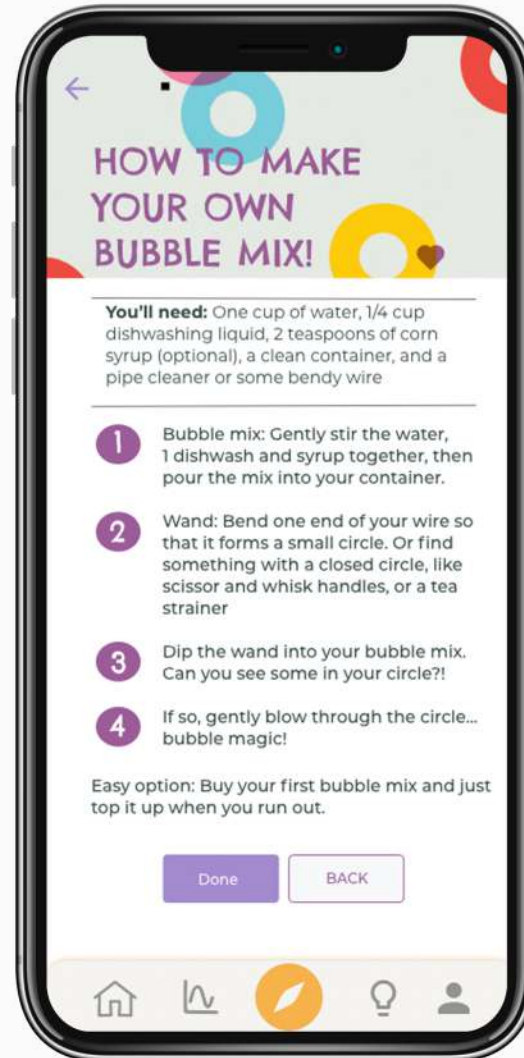 HOW TO MAKE
YOUR OWN
BUBBLE MIX!
You'll need: One cup of water, 1/4 cup
dishwashing liquid, 2 teaspoons of corn
syrup (optional), a clean container, and a
pipe cleaner or some bendy wire
1 Bubble mix: Gently stir the water,
1 dishwash and syrup together, then
pour the mix into your container.
2 Wand: Bend one end of your wire so
that it forms a small circle. Or find
something with a closed circle, like
scissor and whisk handles, or a tea
strainer
3 Dip the wand into your bubble mix.
Can you see some in your circle?!
4 If so, gently blow through the circle...
bubble magic!
Easy option: Buy your first bubble mix and just
top it up when you run out.
Done BACK